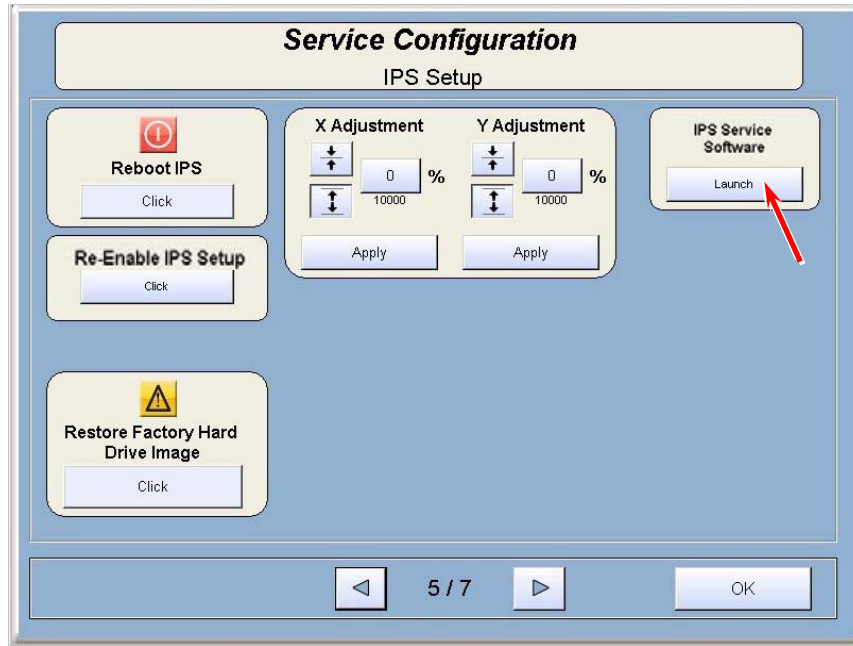 Service Configuration
IPS Setup
Reboot IPS
Click
Re-Enable IPS Setup
Click
Restore Factory Hard
Drive Image
Click
X Adjustment
0 %
10000
Apply
Y Adjustment
0 %
10000
Apply
IPS Service
Software
Launch
5 / 7
OK